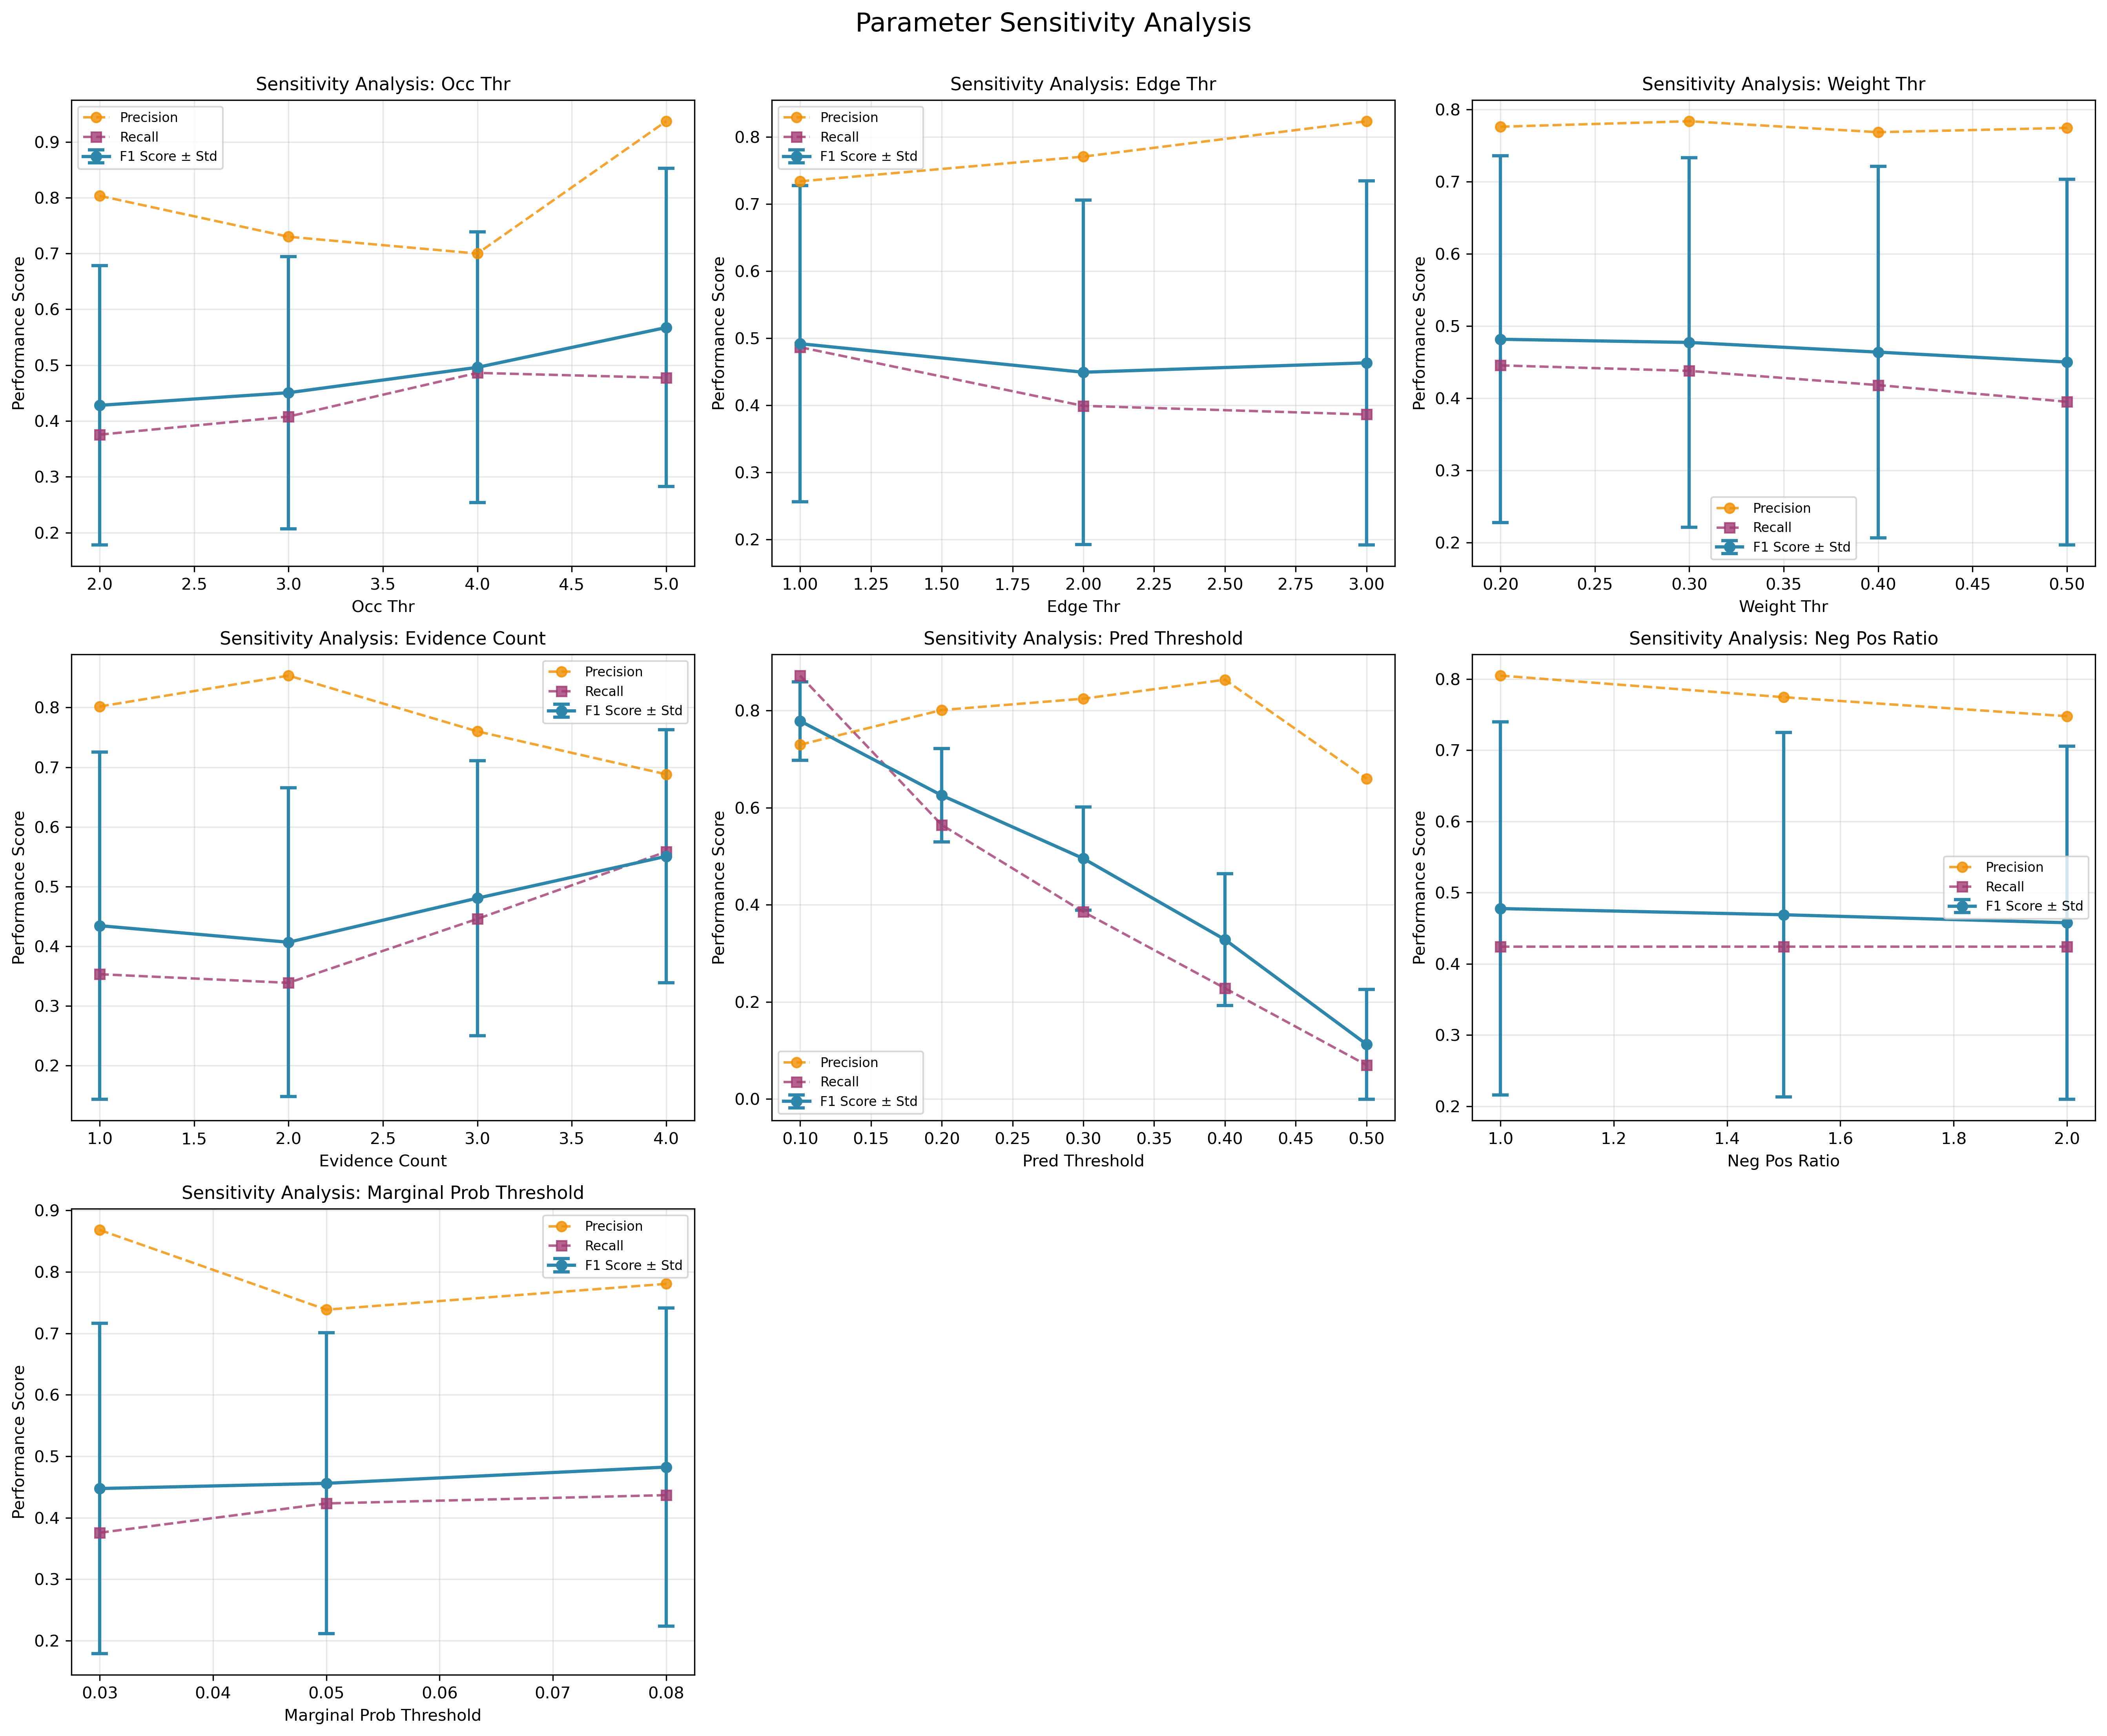 Parameter Sensitivity Analysis
Sensitivity Analysis: Occ Thr
Precision
Recall
F1 Score ± Std
Performance Score
0.9
0.8
0.7
0.6
0.5
0.4
0.3
0.2
2.0 2.5 3.0 3.5 4.0 4.5 5.0
Occ Thr
Sensitivity Analysis: Edge Thr
Precision
Recall
F1 Score ± Std
Performance Score
0.8
0.7
0.6
0.5
0.4
0.3
0.2
1.00 1.25 1.50 1.75 2.00 2.25 2.50 2.75 3.00
Edge Thr
Sensitivity Analysis: Weight Thr
Performance Score
0.8
0.7
0.6
0.5
0.4
0.3
0.2
Precision
Recall
F1 Score ± Std
0.20 0.25 0.30 0.35 0.40 0.45 0.50
Weight Thr
Sensitivity Analysis: Evidence Count
Precision
Recall
F1 Score ± Std
Performance Score
0.8
0.7
0.6
0.5
0.4
0.3
0.2
1.0 1.5 2.0 2.5 3.0 3.5 4.0
Evidence Count
Sensitivity Analysis: Pred Threshold
Performance Score
0.8
0.6
0.4
0.2
0.0
Precision
Recall
F1 Score ± Std
0.10 0.15 0.20 0.25 0.30 0.35 0.40 0.45 0.50
Pred Threshold
Sensitivity Analysis: Neg Pos Ratio
Performance Score
0.8
0.7
0.6
0.5
0.4
0.3
0.2
Precision
Recall
F1 Score ± Std
1.0 1.2 1.4 1.6 1.8 2.0
Neg Pos Ratio
Sensitivity Analysis: Marginal Prob Threshold
Precision
Recall
F1 Score ± Std
Performance Score
0.9
0.8
0.7
0.6
0.5
0.4
0.3
0.2
0.03 0.04 0.05 0.06 0.07 0.08
Marginal Prob Threshold